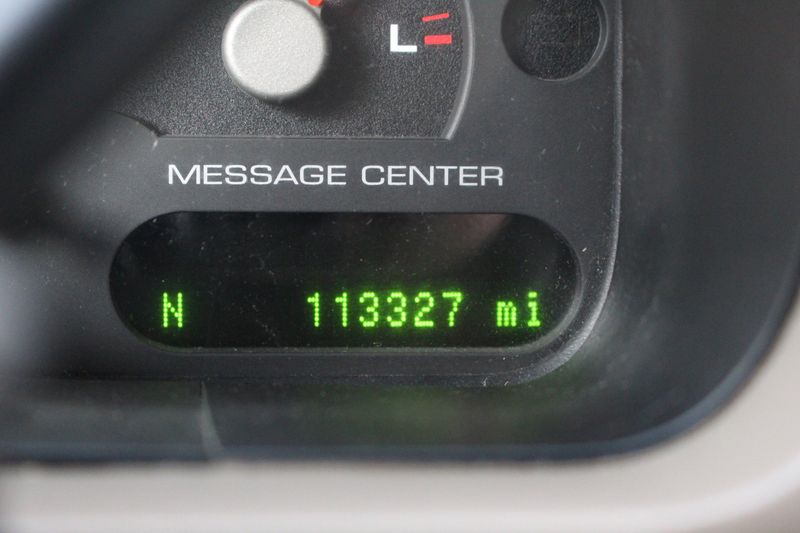 L
MESSAGE CENTER
N 113327 mi